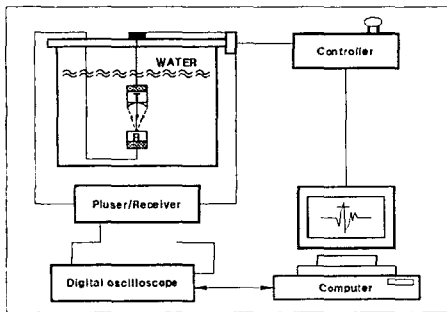 Controller
WATER
T
R
Pluser/Receiver
Digital oscilloscope
Computer